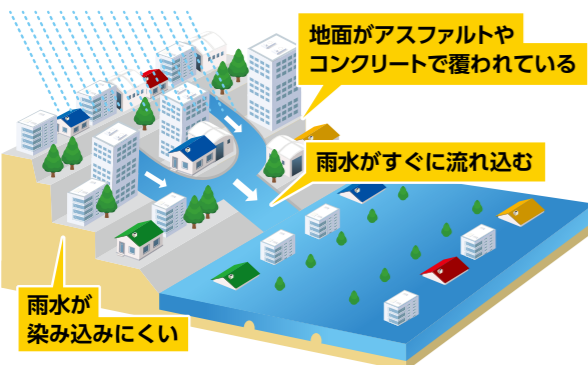 地面がアスファルトや
コンクリートで覆われている
雨水がすぐに流れ込む
雨水が
染み込みにくい